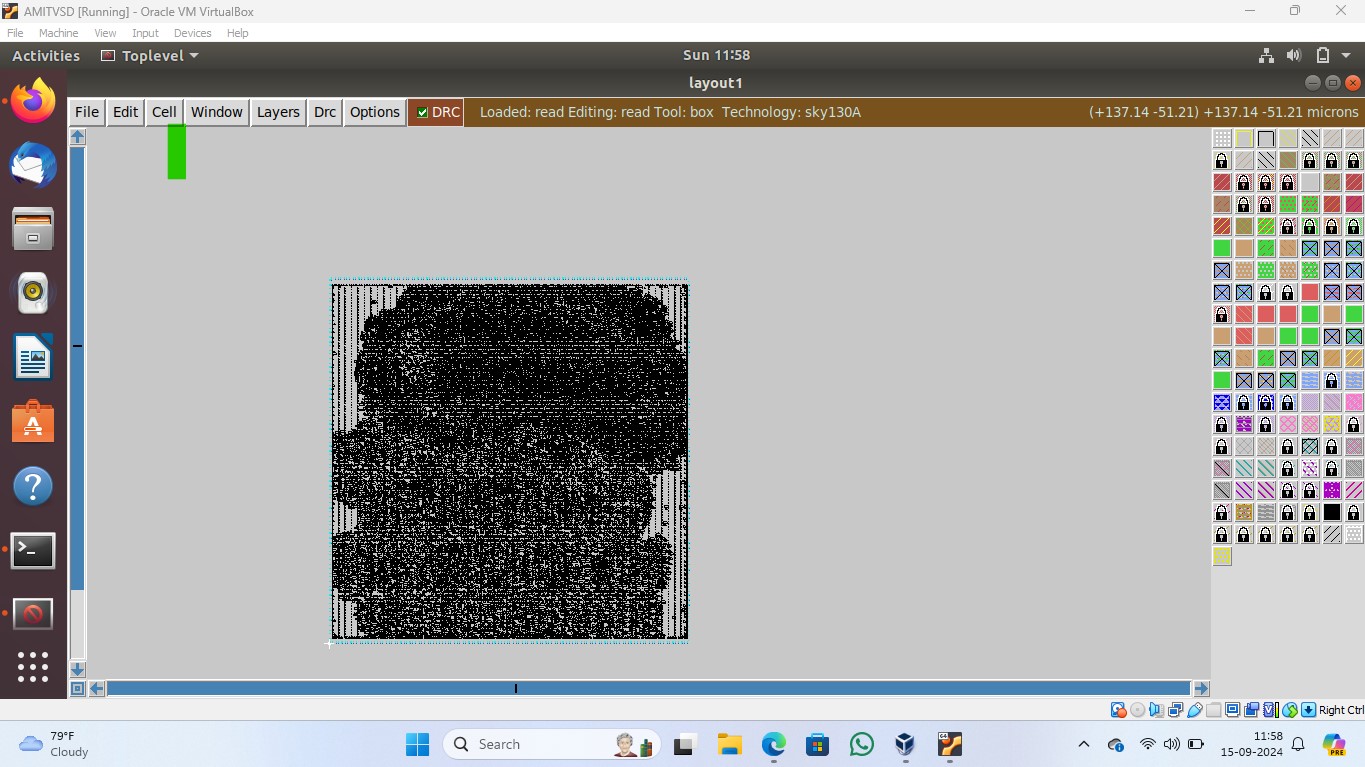 AMITVSD [Running] - Oracle VM VirtualBox
File Machine View Input Devices Help
Activities Toplevel Sun 11:58
layout1
File Edit Cell Window Layers Drc Options DRC Loaded: read Editing: read Tool: box Technology: sky130A (+137.14 -51.21) +137.14 -51.21 microns
Right Ctrl
79°F
Cloudy
Search
11:58
15-09-2024
PRE